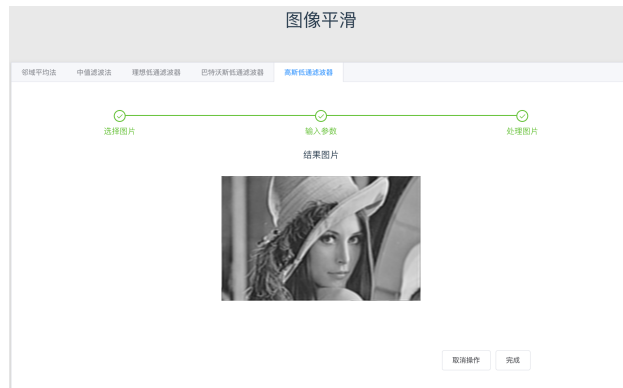 图像平滑
邻域平均法 中值滤波法 理想低通滤波器 巴特沃斯低通滤波器 高斯低通滤波器
选择图片 输入参数 处理图片
结果图片
取消操作 完成